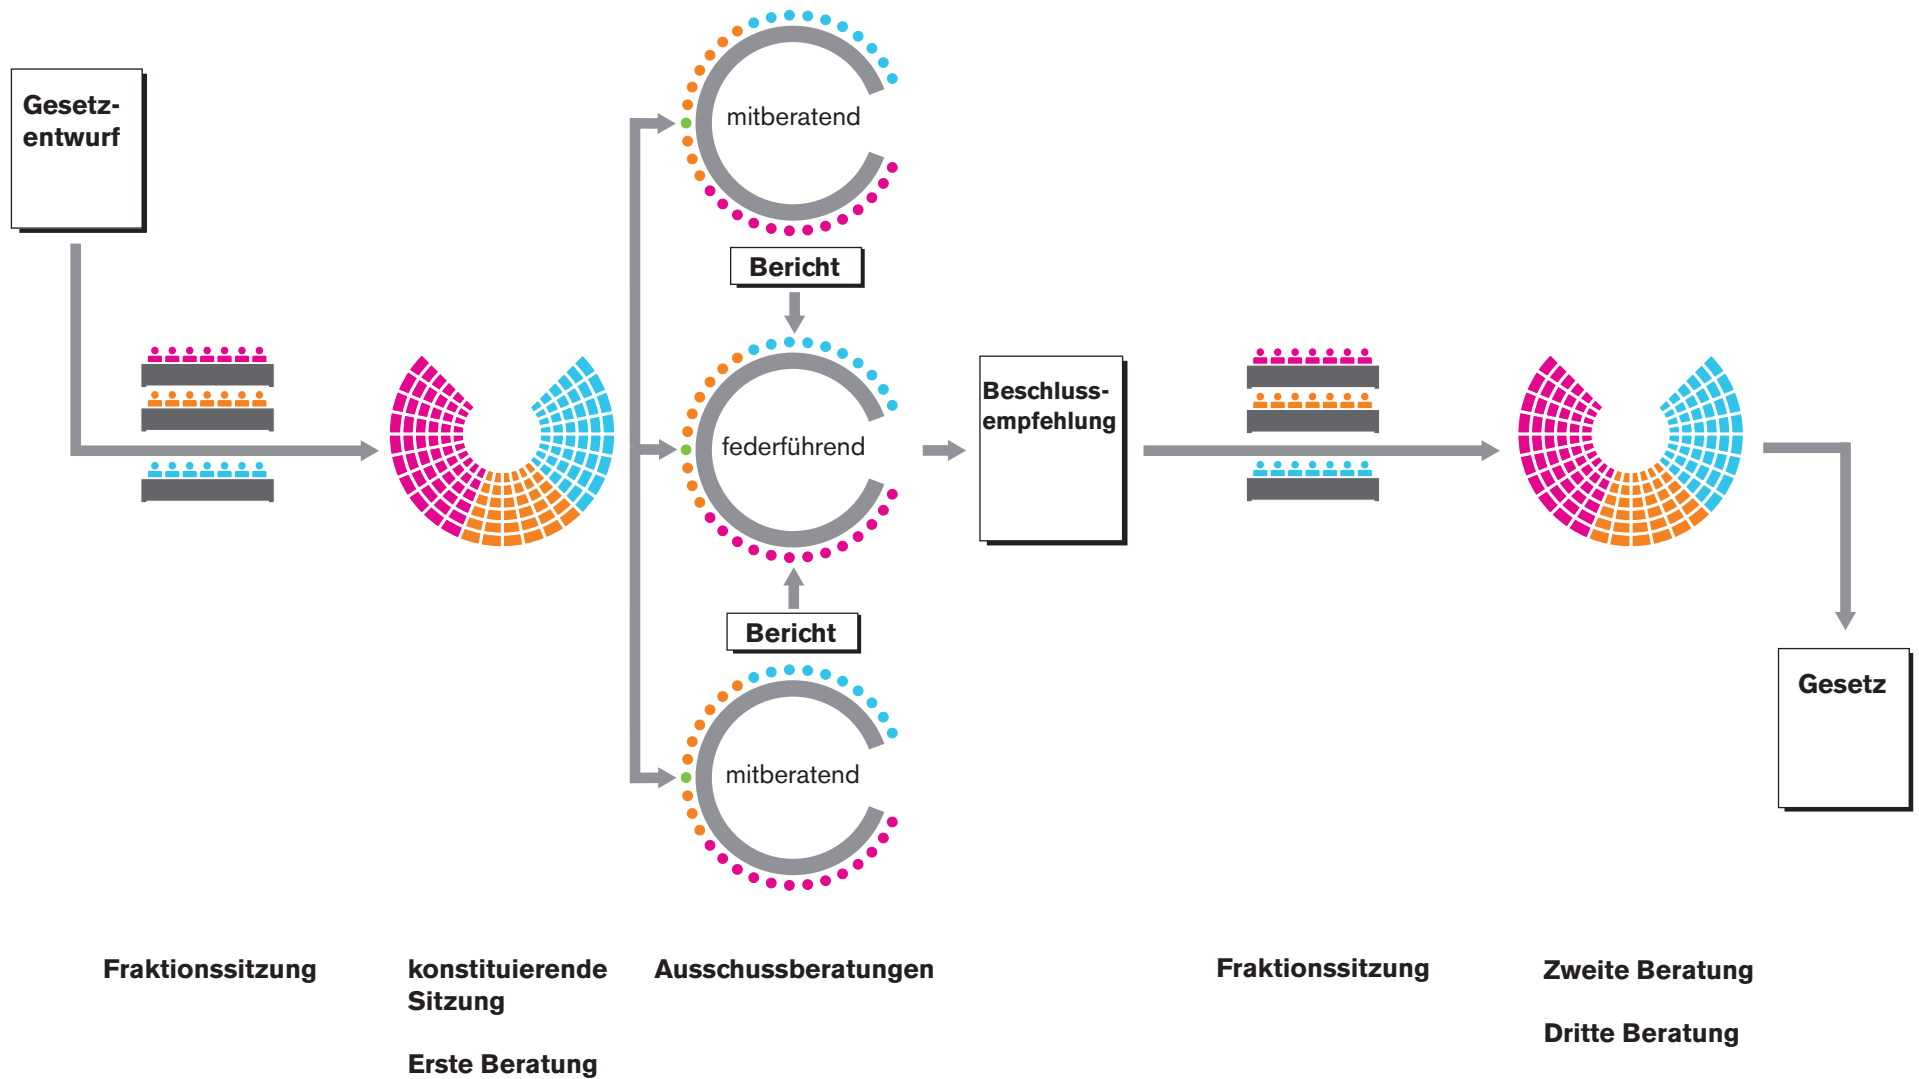 Gesetz-
entwurf
mitberatend
Bericht
federführend
Bericht
mitberatend
Beschluss-
empfehlung
Gesetz
Fraktionssitzung
konstituierende
Sitzung
Erste Beratung
Ausschussberatungen
Fraktionssitzung
Zweite Beratung
Dritte Beratung